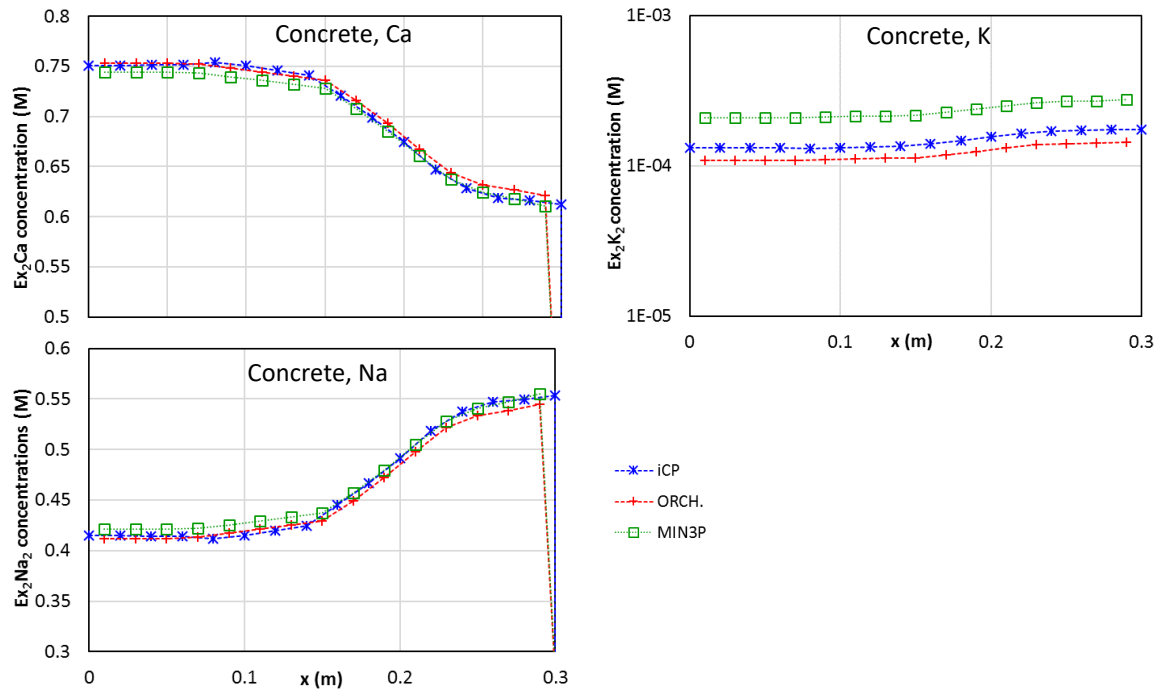 Concrete, Ca
Ex₂Ca concentration (M)
0.8
0.75
0.7
0.65
0.6
0.55
0.5
Concrete, K
Ex₂K₂ concentration (M)
1E-03
1E-04
1E-05
0
0.1
0.2
0.3
x (m)
Concrete, Na
Ex₂Na₂ concentrations (M)
0.6
0.55
0.5
0.45
0.4
0.35
0.3
0
0.1
0.2
0.3
x (m)
iCP
ORCH.
MIN3P